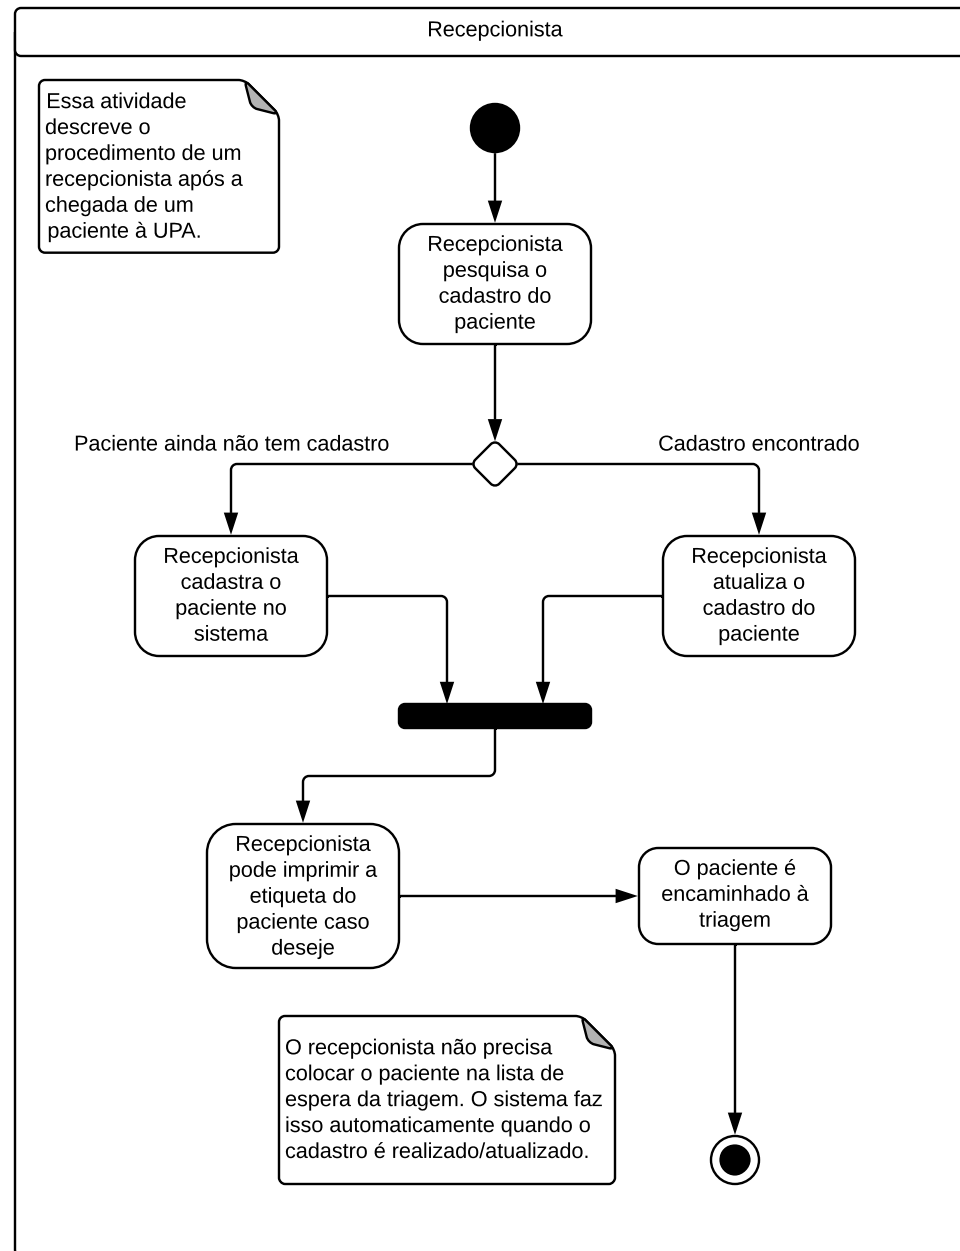 Recepcionista
Essa atividade
descreve o
procedimento de um
recepcionista após a
chegada de um
paciente à UPA.
Recepcionista
pesquisa o
cadastro do
paciente
Paciente ainda não tem cadastro
Cadastro encontrado
Recepcionista
cadastra o
paciente no
sistema
Recepcionista
atualiza o
cadastro do
paciente
Recepcionista
pode imprimir a
etiqueta do
paciente caso
deseje
O paciente é
encaminhado à
triagem
O recepcionista não precisa
colocar o paciente na lista de
espera da triagem. O sistema faz
isso automaticamente quando o
cadastro é realizado/atualizado.